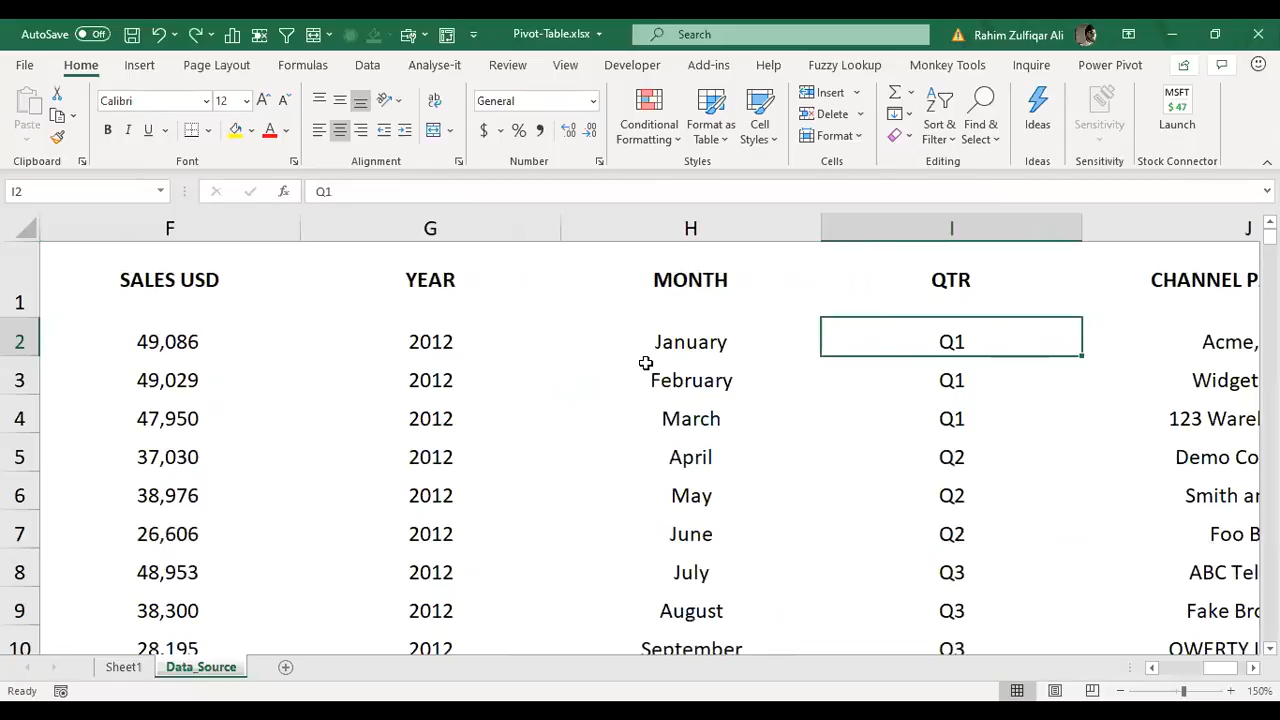 AutoSave Off Pivot-Table.xlsx Search Rahim Zulfiqar Ali
File Home Insert Page Layout Formulas Data Analyse-it Review View Developer Add-ins Help Fuzzy Lookup Monkey Tools Inquire Power Pivot
Paste Calibri 12 General Conditional Formatting Format as Table Cell Styles Insert Delete Format Sort & Filter Find & Select Ideas Sensitivity MSFT $ 47 Launch
B I U A $ % 9
Clipboard Font Alignment Number Styles Cells Editing Ideas Sensitivity Stock Connector
I2 fx Q1
F G H I J
1 SALES USD YEAR MONTH QTR CHANNEL P
2 49,086 2012 January Q1 Acme,
3 49,029 2012 February Q1 Widget
4 47,950 2012 March Q1 123 Ware
5 37,030 2012 April Q2 Demo Co
6 38,976 2012 May Q2 Smith a
7 26,606 2012 June Q2 Foo B
8 48,953 2012 July Q3 ABC Tel
9 38,300 2012 August Q3 Fake Bro
10 28,195 2012 September Q3 QWERTY L
Sheet1 Data_Source
Ready 150%